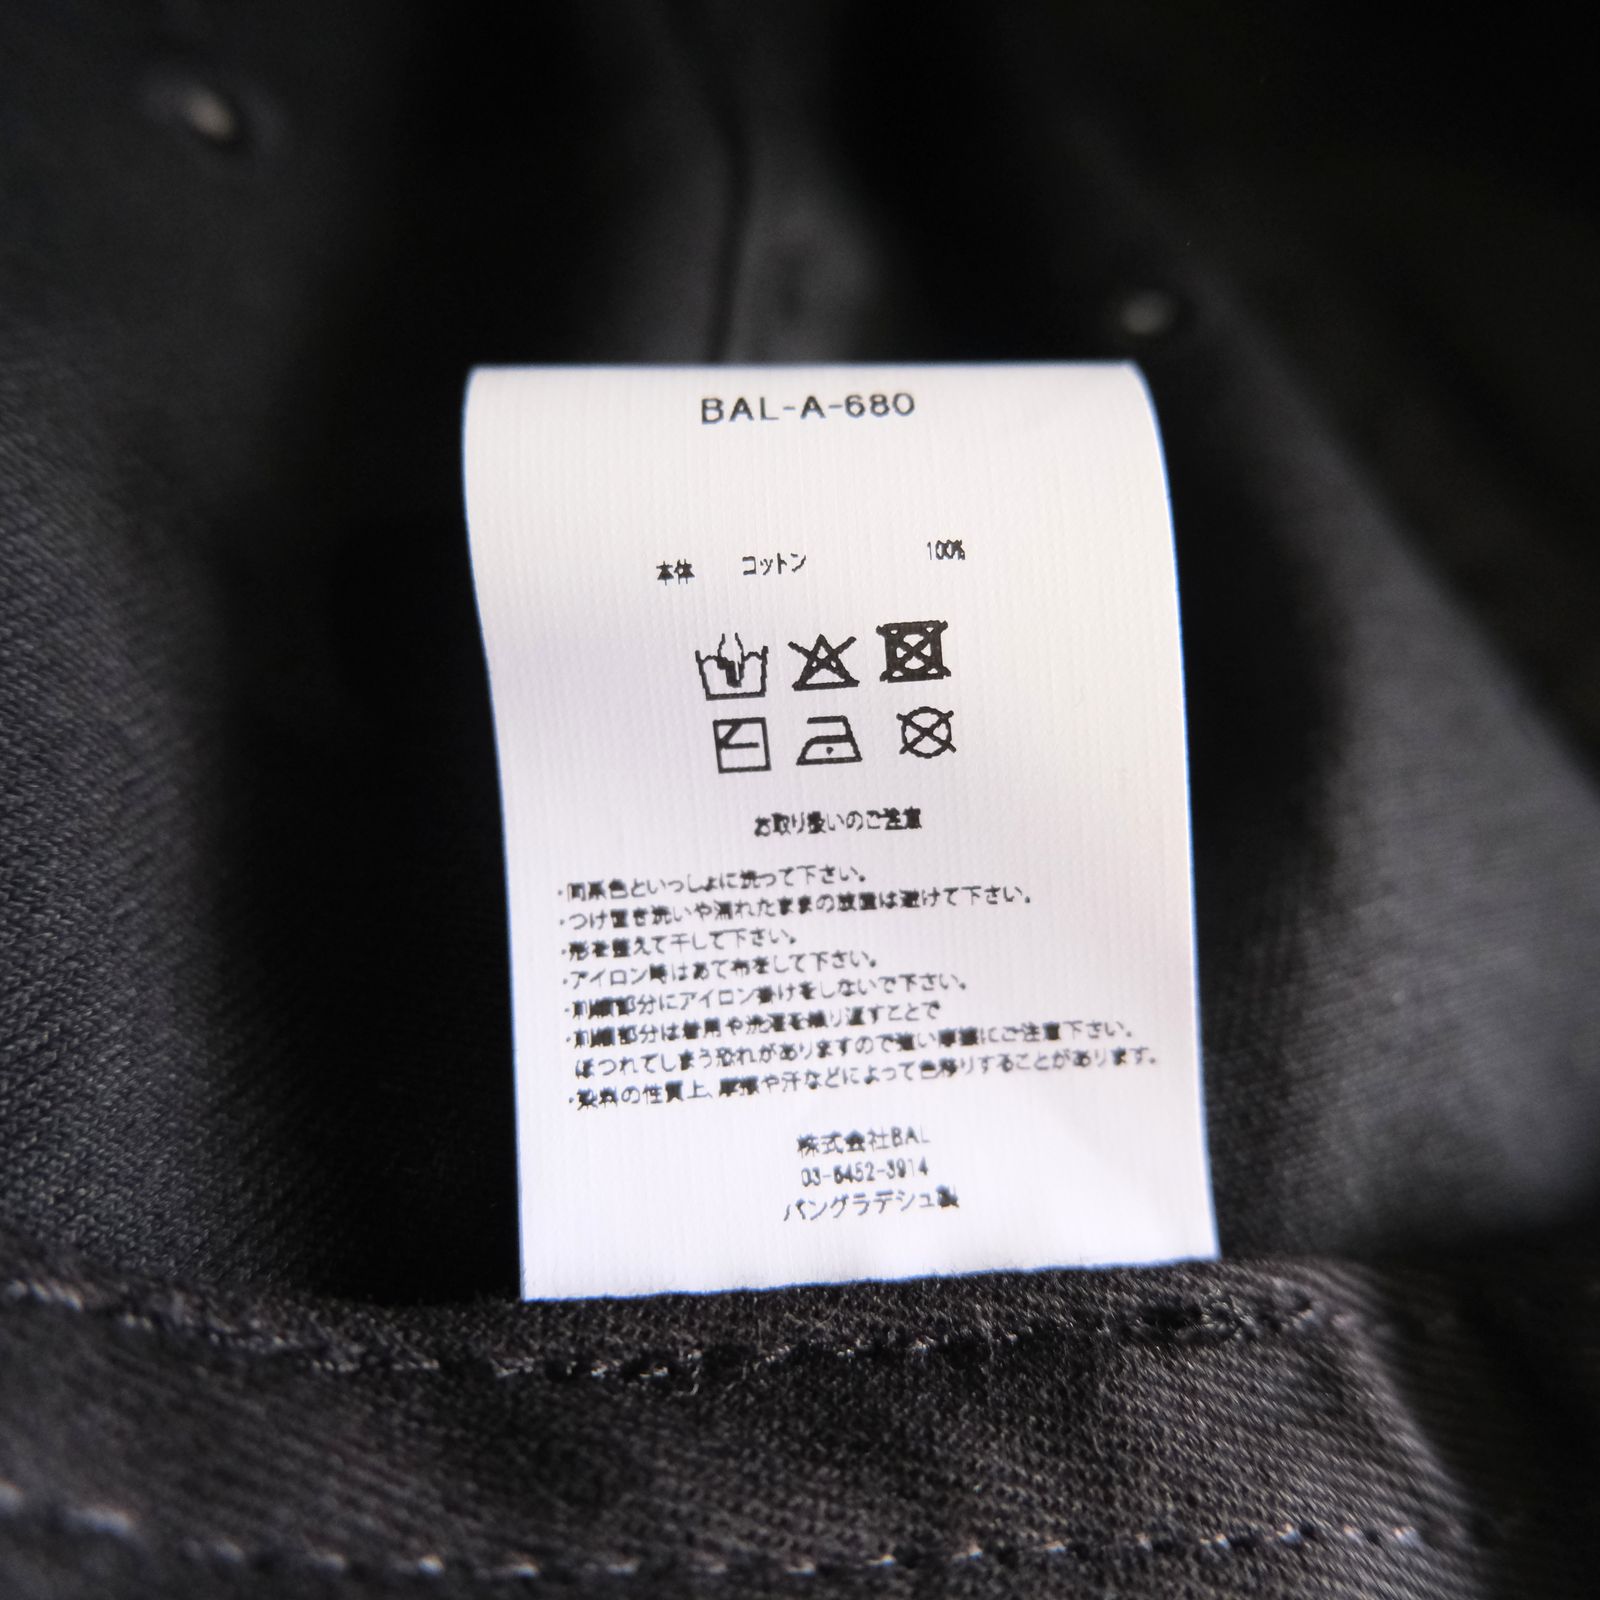 BAL-A-680
本体 コットン 100%
お取り扱いのご注意
・同系色といっしょに洗って下さい。
・つけ置き洗いや濡れたままの放置は避けて下さい。
・形を整えて干して下さい。
・アイロン時はあて布をして下さい。
・刺繍部分にアイロン掛けをしないで下さい。
・刺繍部分は着用や洗濯を繰り返すことで
ほつれてしまう恐れがありますので強い摩擦にご注意下さい。
・染料の性質上、摩擦や汗などによって色移りすることがあります。
株式会社BAL
03-6452-3914
バングラデシュ製